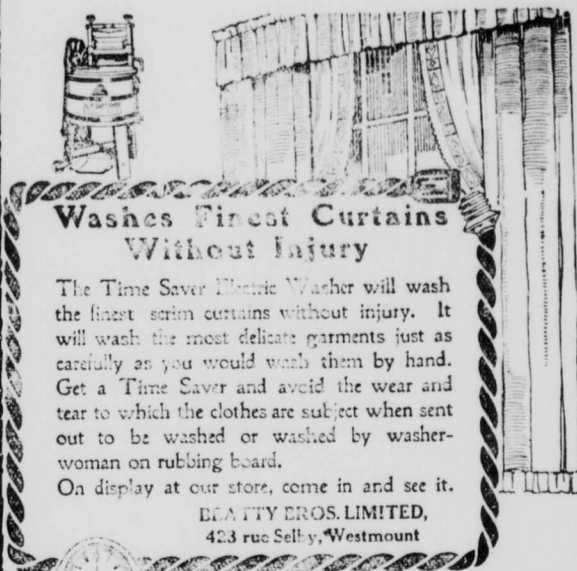 Washes Finest Curtains
Without Injury
The Time Saver Electric Washer will wash
the finest scrim curtains without injury. It
will wash the most delicate garments just as
carefully as you would wash them by hand.
Get a Time Saver and avoid the wear and
tear to which the clothes are subject when sent
out to be washed or washed by washer-
woman on rubbing board.
On display at our store, come in and see it.
BEATTY BROS. LIMITED,
423 rue Selby, Westmount